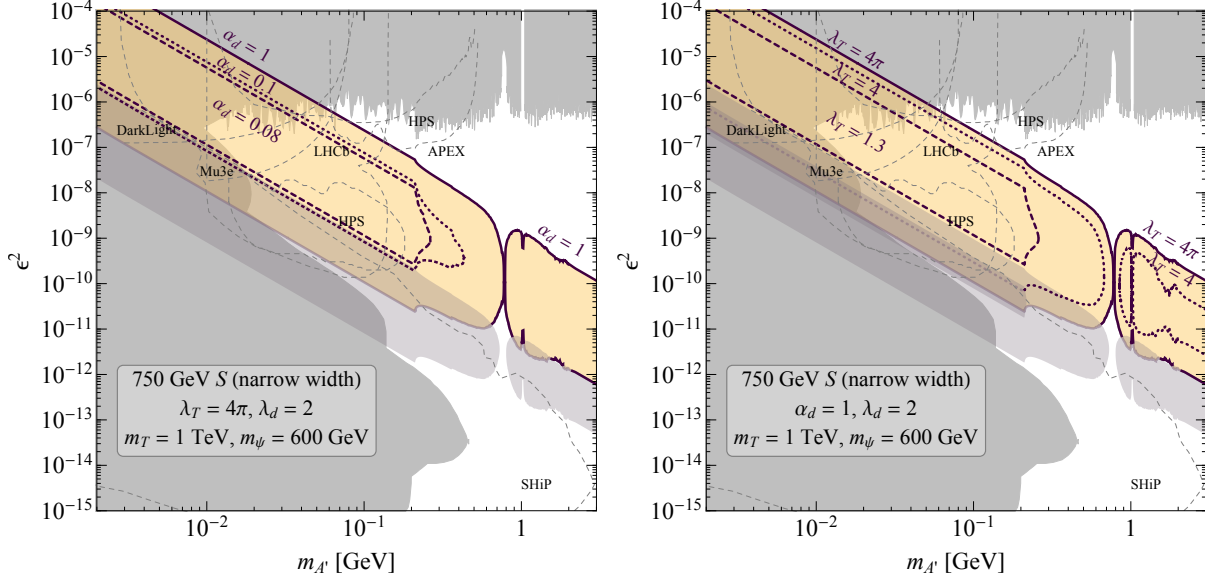 10⁻⁴
10⁻⁵
10⁻⁶
10⁻⁷
10⁻⁸
10⁻⁹
10⁻¹⁰
10⁻¹¹
10⁻¹²
10⁻¹³
10⁻¹⁴
10⁻¹⁵
ϵ²
α_d = 1
α_d = 0.1
α_d = 0.08
DarkLight
HPS
LHCb
APEX
Mu3e
HPS
α_d = 1
750 GeV S (narrow width)
λ_T = 4π, λ_d = 2
m_T = 1 TeV, m_ψ = 600 GeV
SHiP
10⁻²
10⁻¹
1
m_A' [GeV]
10⁻⁴
10⁻⁵
10⁻⁶
10⁻⁷
10⁻⁸
10⁻⁹
10⁻¹⁰
10⁻¹¹
10⁻¹²
10⁻¹³
10⁻¹⁴
10⁻¹⁵
ϵ²
λ_T = 4π
λ_T = 4
λ_T = 1.3
DarkLight
HPS
LHCb
APEX
Mu3e
HPS
λ_T = 4π
λ_T = 4
750 GeV S (narrow width)
α_d = 1, λ_d = 2
m_T = 1 TeV, m_ψ = 600 GeV
SHiP
10⁻²
10⁻¹
1
m_A' [GeV]